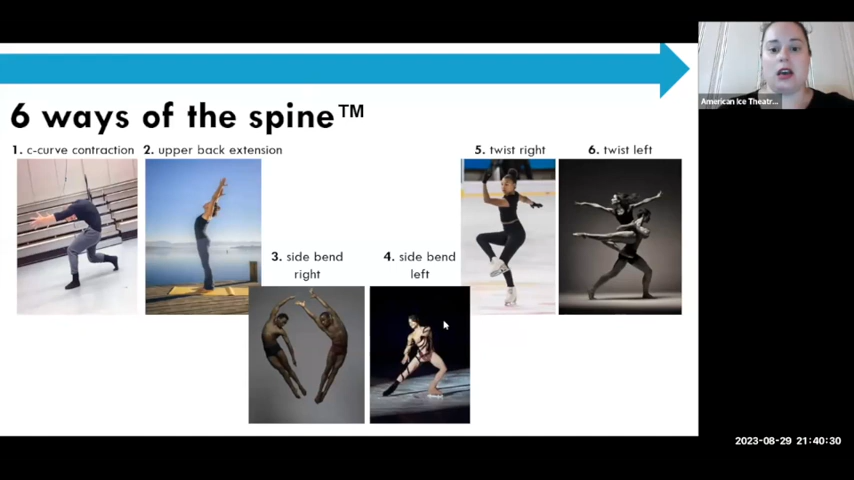 6 ways of the spine™
1. c-curve contraction
2. upper back extension
3. side bend
right
4. side bend
left
5. twist right
6. twist left
American Ice Theatr...
2023-08-29 21:40:30